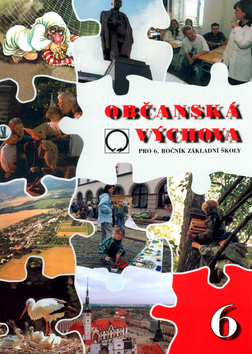 OBČANSKÁ
VÝCHOVA
PRO 6. ROČNÍK ZÁKLADNÍ ŠKOLY
6